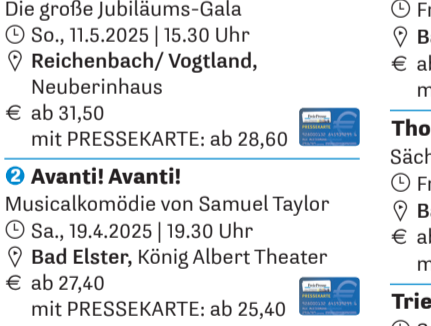 Die große Jubiläums-Gala
So., 11.5.2025 | 15.30 Uhr
Reichenbach/ Vogtland,
Neuberinhaus
€ ab 31,50
mit PRESSEKARTE: ab 28,60
2 Avanti! Avanti!
Musicalkomödie von Samuel Taylor
Sa., 19.4.2025 | 19.30 Uhr
Bad Elster, König Albert Theater
€ ab 27,40
mit PRESSEKARTE: ab 25,40
Tho
Säch
€
€
Trie